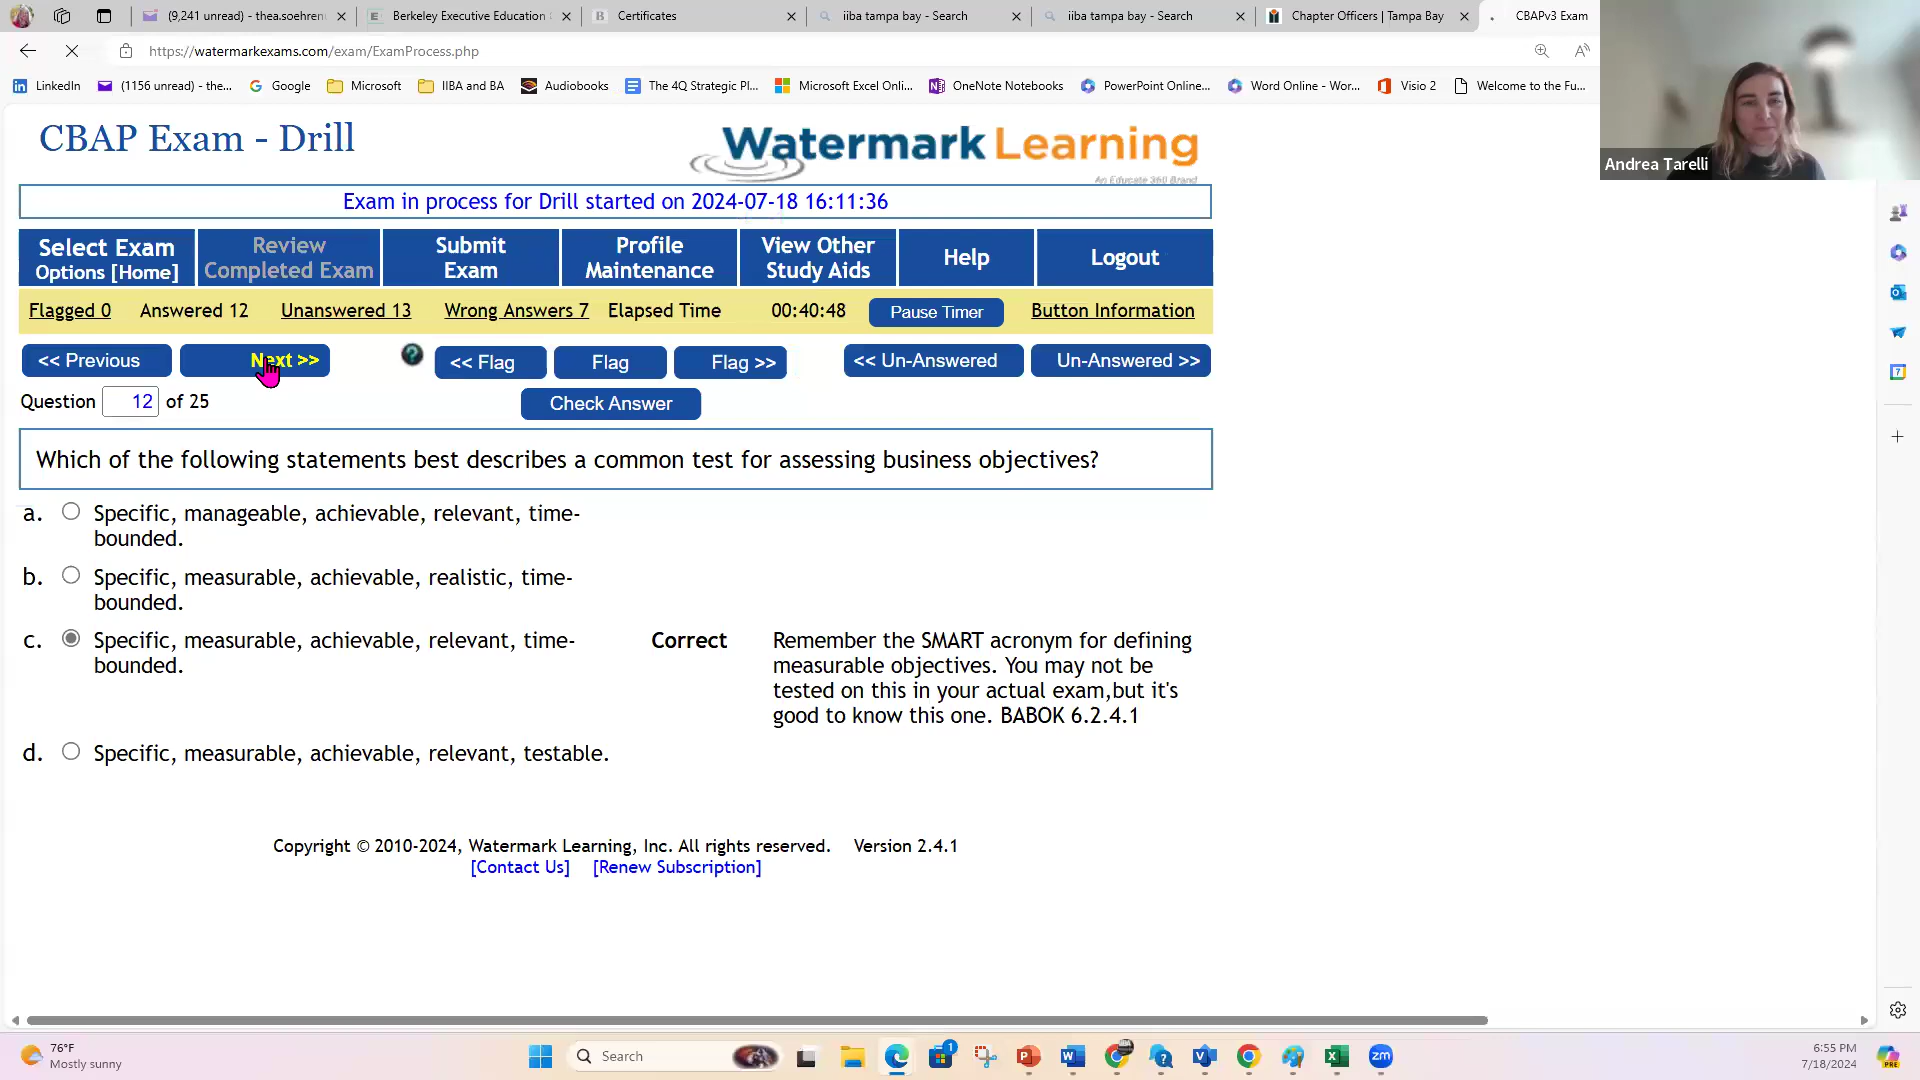 (9,241 unread) - thea.soehren
Berkeley Executive Education
Certificates
iiba tampa bay - Search
iiba tampa bay - Search
Chapter Officers | Tampa Bay
CBAPv3 Exam
https://watermarkexams.com/exam/ExamProcess.php
LinkedIn
(1156 unread) - the...
Google
Microsoft
IIBA and BA
Audiobooks
The 4Q Strategic Pl...
Microsoft Excel Onli...
OneNote Notebooks
PowerPoint Online...
Word Online - Wor...
Visio 2
Welcome to the Fu...
Andrea Tarelli
CBAP Exam - Drill
Watermark Learning
An Educate 360 Brand
Exam in process for Drill started on 2024-07-18 16:11:36
Select Exam
Options [Home]
Review
Completed Exam
Submit
Exam
Profile
Maintenance
View Other
Study Aids
Help
Logout
Flagged 0
Answered 12
Unanswered 13
Wrong Answers 7
Elapsed Time
00:40:48
Pause Timer
Button Information
<< Previous
Next >>
?
<< Flag
Flag
Flag >>
<< Un-Answered
Un-Answered >>
Question 12 of 25
Check Answer
Which of the following statements best describes a common test for assessing business objectives?
a. Specific, manageable, achievable, relevant, time-
bounded.
b. Specific, measurable, achievable, realistic, time-
bounded.
c. Specific, measurable, achievable, relevant, time-
bounded.
Correct
Remember the SMART acronym for defining
measurable objectives. You may not be
tested on this in your actual exam,but it's
good to know this one. BABOK 6.2.4.1
d. Specific, measurable, achievable, relevant, testable.
Copyright © 2010-2024, Watermark Learning, Inc. All rights reserved. Version 2.4.1
[Contact Us] [Renew Subscription]
76°F
Mostly sunny
Search
1
zm
6:55 PM
7/18/2024